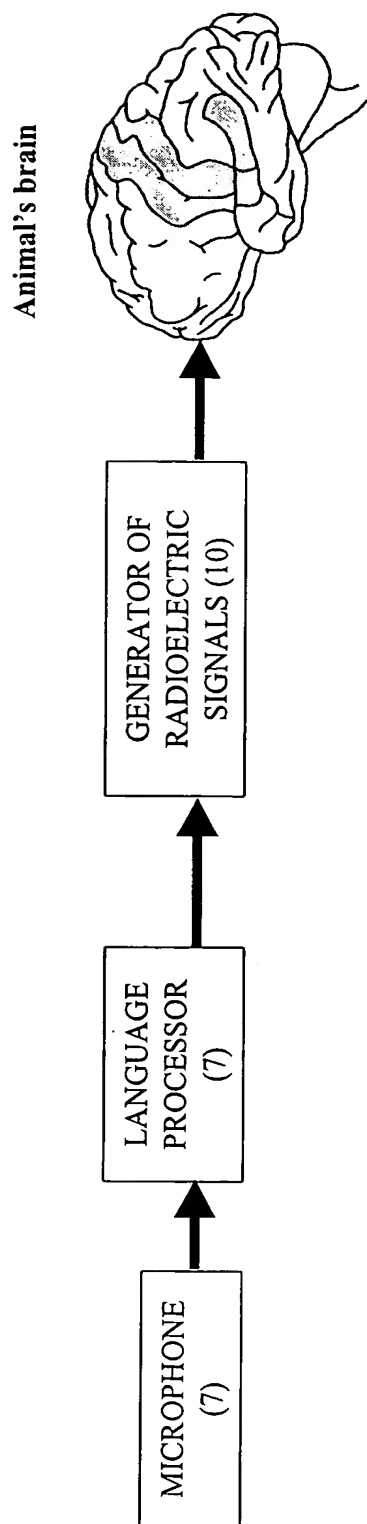 MICROPHONE
(7)
LANGUAGE
PROCESSOR
(7)
GENERATOR OF
RADIOELECTRIC
SIGNALS (10)
Animal's brain